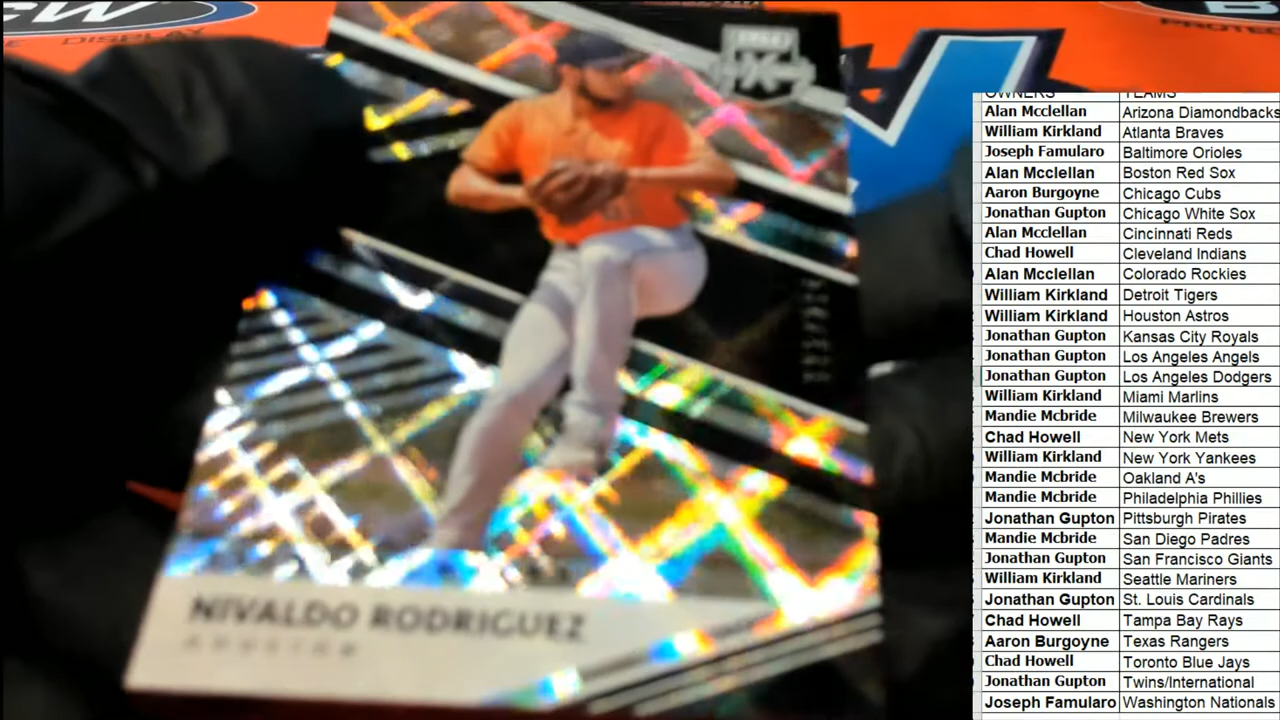 DISPLAY
PROTEC
NIVALDO RODRIGUEZ
OWNERS TEAMS
Alan Mcclellan Arizona Diamondbacks
William Kirkland Atlanta Braves
Joseph Famularo Baltimore Orioles
Alan Mcclellan Boston Red Sox
Aaron Burgoyne Chicago Cubs
Jonathan Gupton Chicago White Sox
Alan Mcclellan Cincinnati Reds
Chad Howell Cleveland Indians
Alan Mcclellan Colorado Rockies
William Kirkland Detroit Tigers
William Kirkland Houston Astros
Jonathan Gupton Kansas City Royals
Jonathan Gupton Los Angeles Angels
Jonathan Gupton Los Angeles Dodgers
William Kirkland Miami Marlins
Mandie Mcbride Milwaukee Brewers
Chad Howell New York Mets
William Kirkland New York Yankees
Mandie Mcbride Oakland A's
Mandie Mcbride Philadelphia Phillies
Jonathan Gupton Pittsburgh Pirates
Mandie Mcbride San Diego Padres
Jonathan Gupton San Francisco Giants
William Kirkland Seattle Mariners
Jonathan Gupton St. Louis Cardinals
Chad Howell Tampa Bay Rays
Aaron Burgoyne Texas Rangers
Chad Howell Toronto Blue Jays
Jonathan Gupton Twins/International
Joseph Famularo Washington Nationals